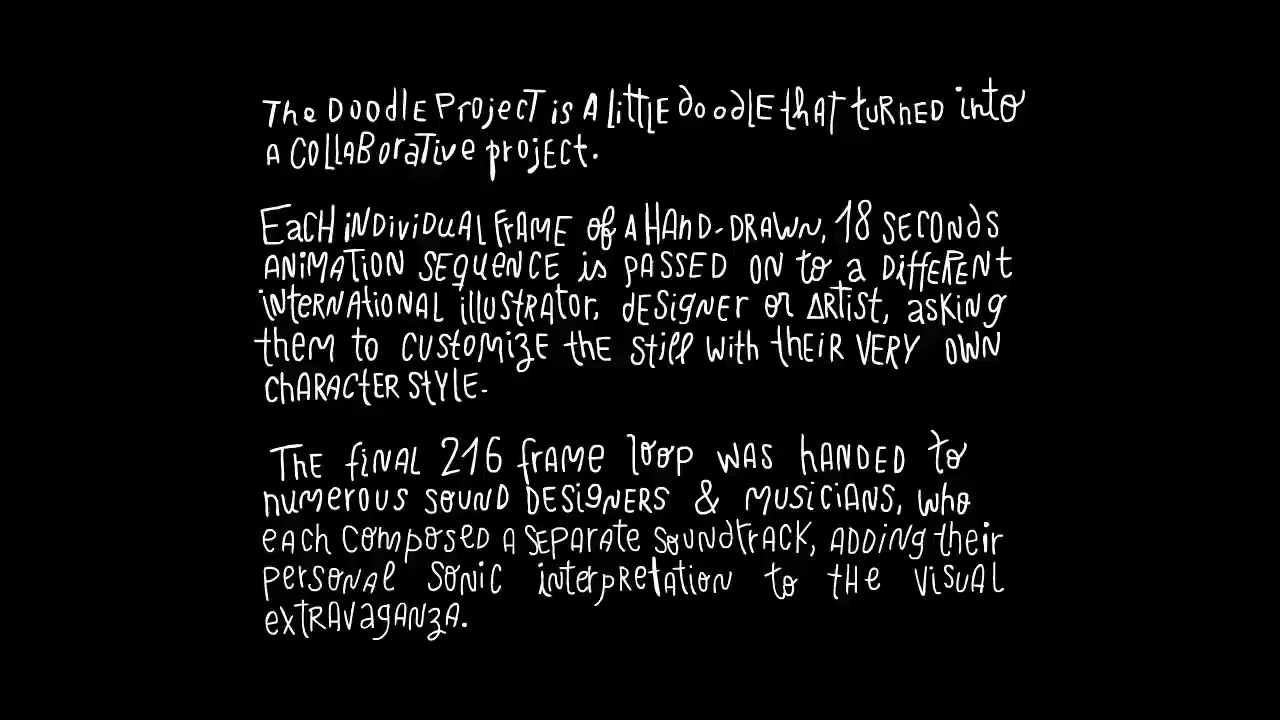 The Doodle Project is a little doodle that turned into
a collaborative project.
Each individual frame of a hand-drawn, 18 seconds
animation sequence is passed on to a different
international illustrator, designer or artist, asking
them to customize the still with their very own
character style.
The final 216 frame loop was handed to
numerous sound designers & musicians, who
each composed a separate soundtrack, adding their
personal sonic interpretation to the visual
extravaganza.